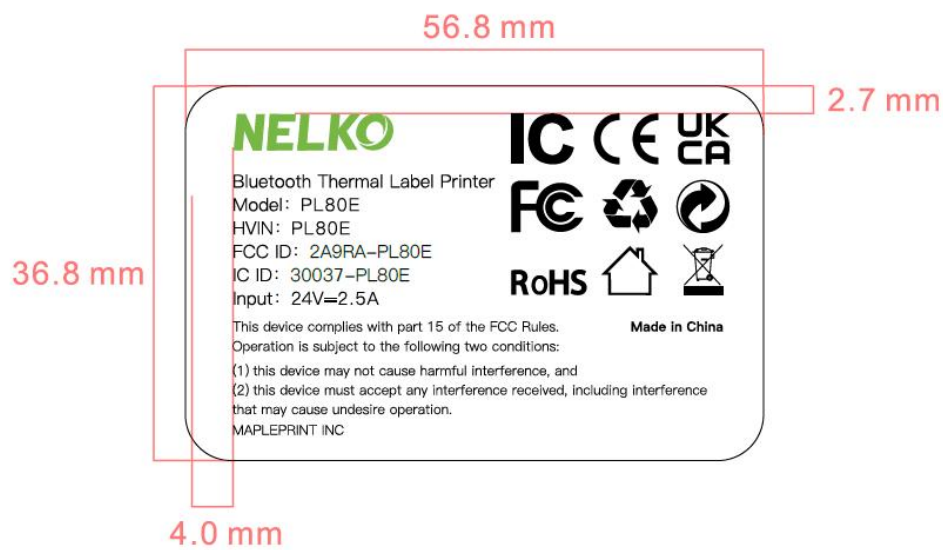 56.8 mm
2.7 mm
NELKO
IC CE UK CA
Bluetooth Thermal Label Printer
Model: PL80E
HVIN: PL80E
FC
FCC ID: 2A9RA-PL80E
IC ID: 30037-PL80E
Input: 24V⎓2.5A
RoHS
36.8 mm
This device complies with part 15 of the FCC Rules.
Made in China
Operation is subject to the following two conditions:
(1) this device may not cause harmful interference, and
(2) this device must accept any interference received, including interference
that may cause undesire operation.
MAPLEPRINT INC
4.0 mm